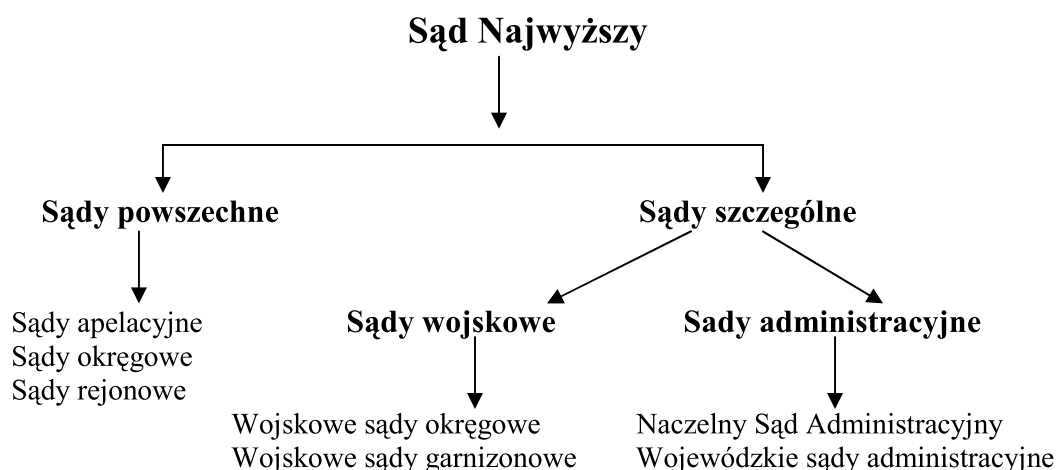 Sąd Najwyższy
Sądy powszechne
Sądy szczególne
Sądy apelacyjne
Sądy okręgowe
Sądy rejonowe
Sądy wojskowe
Sady administracyjne
Wojskowe sądy okręgowe
Wojskowe sądy garnizonowe
Naczelny Sąd Administracyjny
Wojewódzkie sądy administracyjne